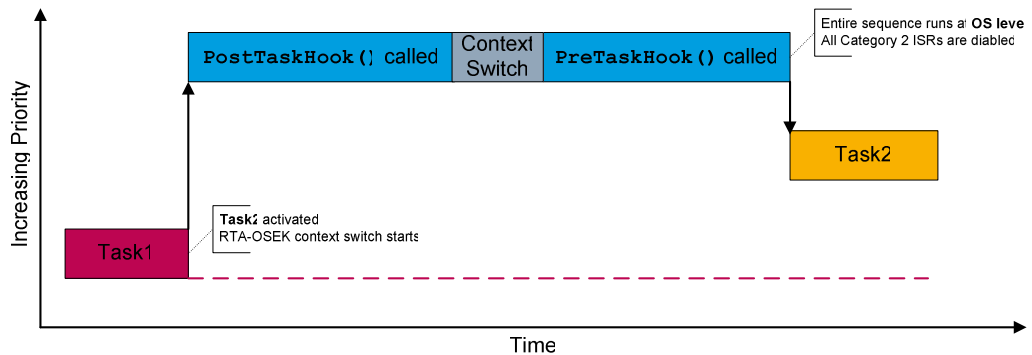 Entire sequence runs at OS leve
All Category 2 ISRs are diabled
PostTaskHook() called
Context
Switch
PreTaskHook() called
Increasing Priority
Task2
Task2 activated
RTA-OSEK context switch starts
Task1
Time